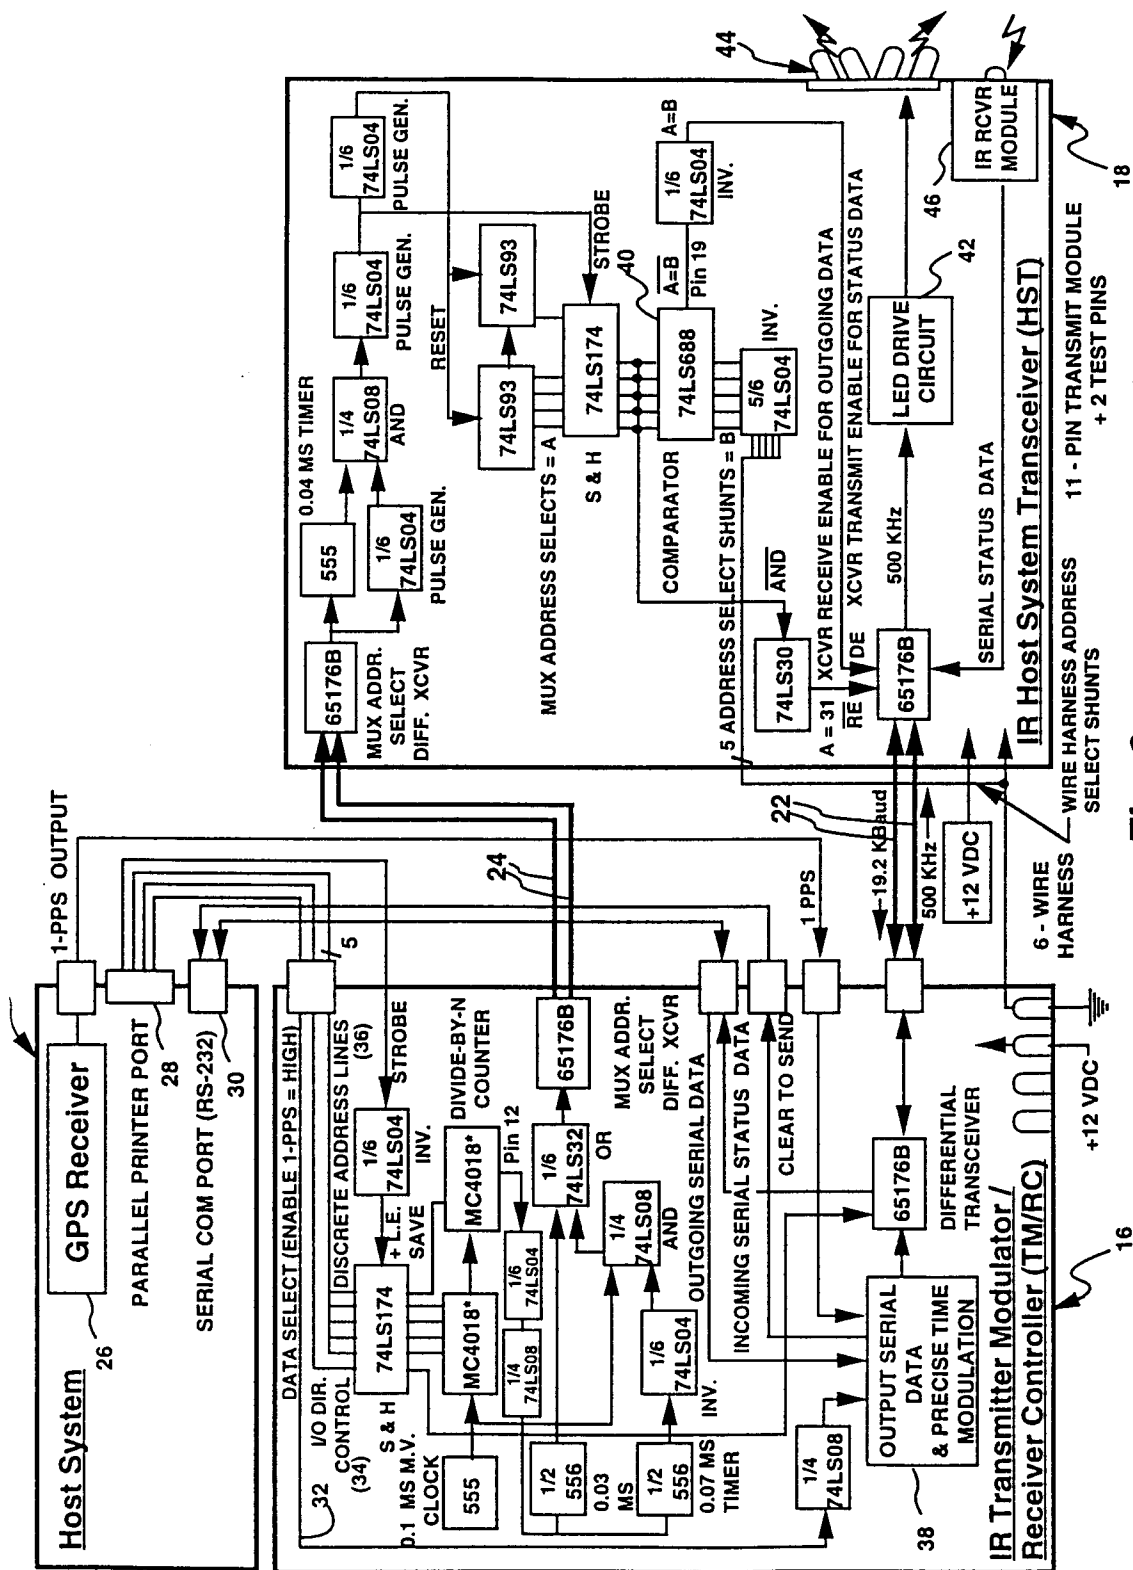 Host System
GPS Receiver
26
1-PPS OUTPUT
PARALLEL PRINTER PORT
28
SERIAL COM PORT (RS-232)
30
DATA SELECT (ENABLE 1-PPS = HIGH)
5
32
I/O DIR.
CONTROL
(34)
DISCRETE ADDRESS LINES
(36)
STROBE
S & H
74LS174
+ L.E.
SAVE
1/6
74LS04
INV.
0.1 MS M.V.
CLOCK
555
MC4018*
MC4018*
DIVIDE-BY-N
COUNTER
Pin 12
1/4
74LS08
1/6
74LS04
1/2
556
0.03
MS
1/2
556
0.07 MS
TIMER
1/6
74LS04
INV.
1/4
74LS08
AND
1/6
74LS32
OR
65176B
MUX ADDR.
SELECT
DIFF. XCVR
24
OUTGOING SERIAL DATA
INCOMING SERIAL STATUS DATA
CLEAR TO SEND
1 PPS
1/4
74LS08
OUTPUT SERIAL
DATA
& PRECISE TIME
MODULATION
38
65176B
DIFFERENTIAL
TRANSCEIVER
IR Transmitter Modulator /
Receiver Controller (TM/RC)
16
+12 VDC
19.2 KBaud
22
500 KHz
+12 VDC
6 - WIRE
HARNESS
WIRE HARNESS ADDRESS
SELECT SHUNTS
65176B
MUX ADDR.
SELECT
DIFF. XCVR
555
0.04 MS TIMER
1/6
74LS04
PULSE GEN.
1/4
74LS08
AND
1/6
74LS04
PULSE GEN.
1/6
74LS04
PULSE GEN.
RESET
74LS93
74LS93
MUX ADDRESS SELECTS = A
STROBE
74LS174
S & H
40
COMPARATOR
74LS688
A=B
Pin 19
1/6
74LS04
INV.
A=B
5 ADDRESS SELECT SHUNTS = B
5
5/6
74LS04
INV.
AND
74LS30
A = 31
XCVR RECEIVE ENABLE FOR OUTGOING DATA
RE
DE
XCVR TRANSMIT ENABLE FOR STATUS DATA
65176B
500 KHz
LED DRIVE
CIRCUIT
42
44
SERIAL STATUS DATA
IR RCVR
MODULE
46
IR Host System Transceiver (HST)
18
11 - PIN TRANSMIT MODULE
+ 2 TEST PINS